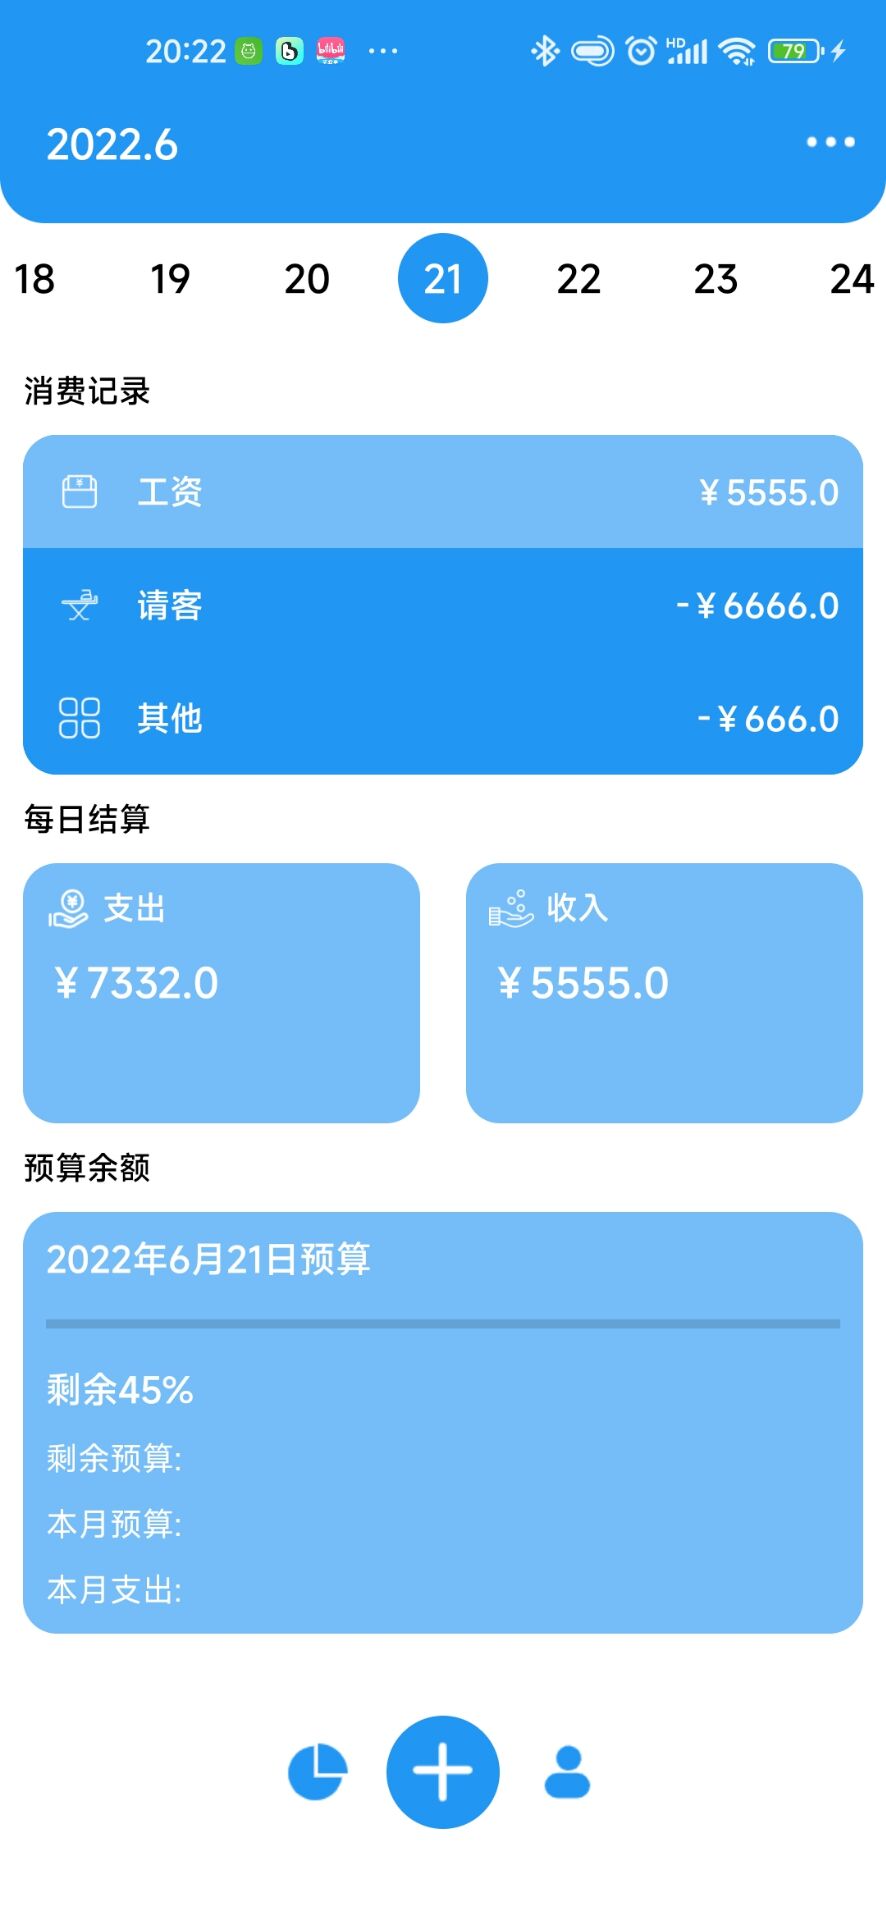 20:22 bilibili ··· HD 79
2022.6 ···
18 19 20 21 22 23 24
消费记录
工资 ¥5555.0
请客 -¥6666.0
其他 -¥666.0
每日结算
支出 收入
¥7332.0 ¥5555.0
预算余额
2022年6月21日预算
剩余45%
剩余预算:
本月预算:
本月支出: